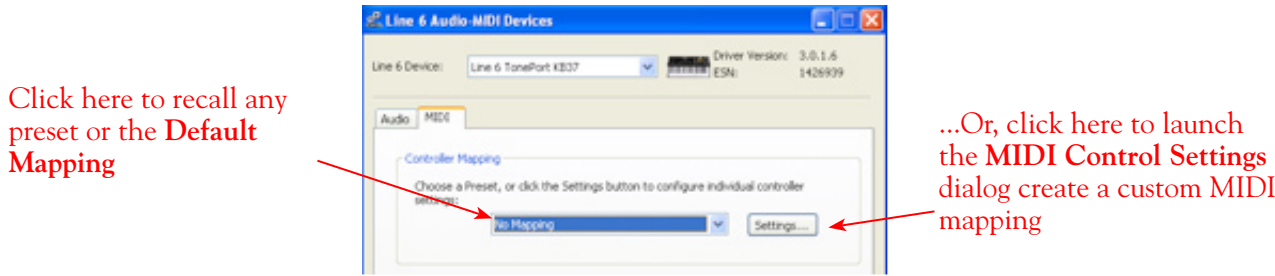 Line 6 Audio-MIDI Devices
Line 6 Device:
Line 6 TonePort KB37
Driver Version: 3.0.1.6
ESN: 1426939
Click here to recall any
preset or the Default
Mapping
Audio
MIDI
Controller Mapping
Choose a Preset, or click the Settings button to configure individual controller
settings:
No Mapping
Settings...
...Or, click here to launch
the MIDI Control Settings
dialog create a custom MIDI
mapping